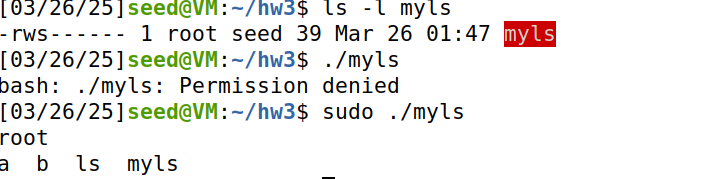 [03/26/25]seed@VM:~/hw3$ ls -l myls
-rws------ 1 root seed 39 Mar 26 01:47 myls
[03/26/25]seed@VM:~/hw3$ ./myls
bash: ./myls: Permission denied
[03/26/25]seed@VM:~/hw3$ sudo ./myls
root
a  b  ls  myls